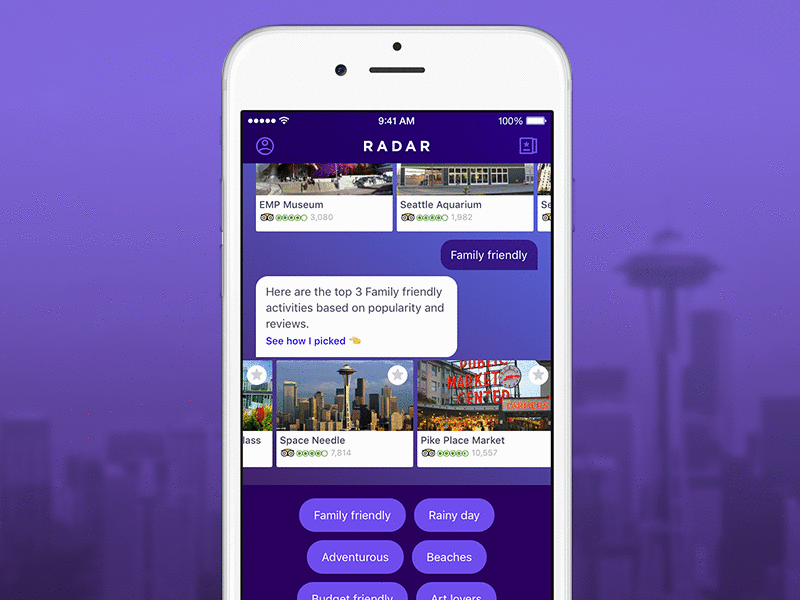 9:41 AM
100%
RADAR
EMP Museum
3,080
Seattle Aquarium
1,982
Se
Family friendly
Here are the top 3 Family friendly
activities based on popularity and
reviews.
See how I picked
PUBLIC
MARKET
CENTER
FARMERS
lass
Space Needle
7,814
Pike Place Market
10,557
Family friendly
Rainy day
Adventurous
Beaches
Budget friendly
Art lovers